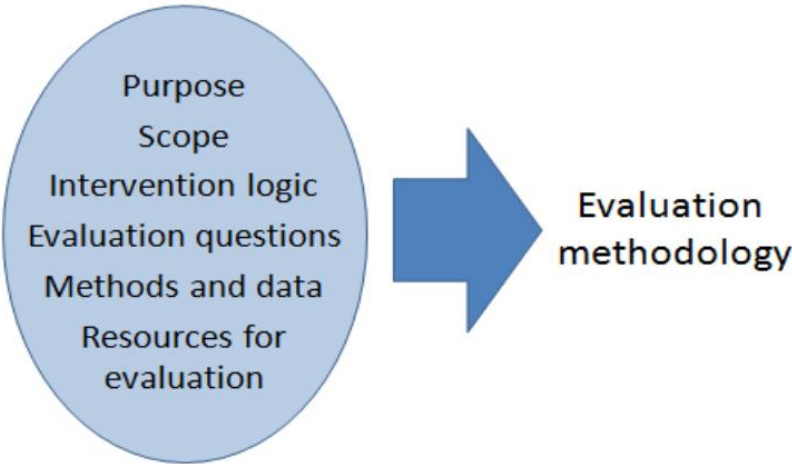 Purpose
Scope
Intervention logic
Evaluation questions
Methods and data
Resources for
evaluation
Evaluation
methodology